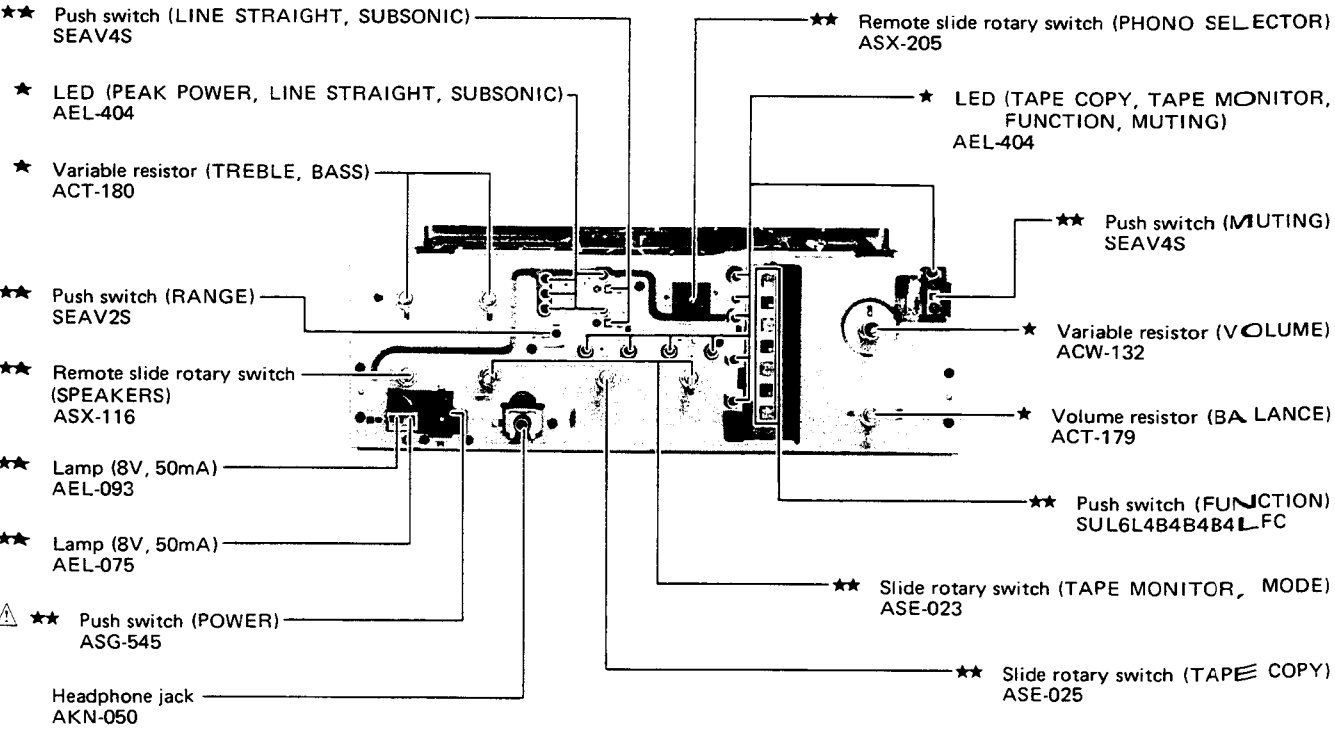 ★★ Push switch (LINE STRAIGHT, SUBSONIC)
SEAV4S
★ LED (PEAK POWER, LINE STRAIGHT, SUBSONIC)
AEL-404
★ Variable resistor (TREBLE, BASS)
ACT-180
★★ Push switch (RANGE)
SEAV2S
★★ Remote slide rotary switch
(SPEAKERS)
ASX-116
★★ Lamp (8V, 50mA)
AEL-093
★★ Lamp (8V, 50mA)
AEL-075
⚠ ★★ Push switch (POWER)
ASG-545
Headphone jack
AKN-050
★★ Remote slide rotary switch (PHONO SELECTOR)
ASX-205
★ LED (TAPE COPY, TAPE MONITOR,
FUNCTION, MUTING)
AEL-404
★★ Push switch (MUTING)
SEAV4S
★ Variable resistor (VOLUME)
ACW-132
★ Volume resistor (BALANCE)
ACT-179
★★ Push switch (FUNCTION)
SUL6L4B4B4B4LFC
★★ Slide rotary switch (TAPE MONITOR, MODE)
ASE-023
★★ Slide rotary switch (TAPE COPY)
ASE-025